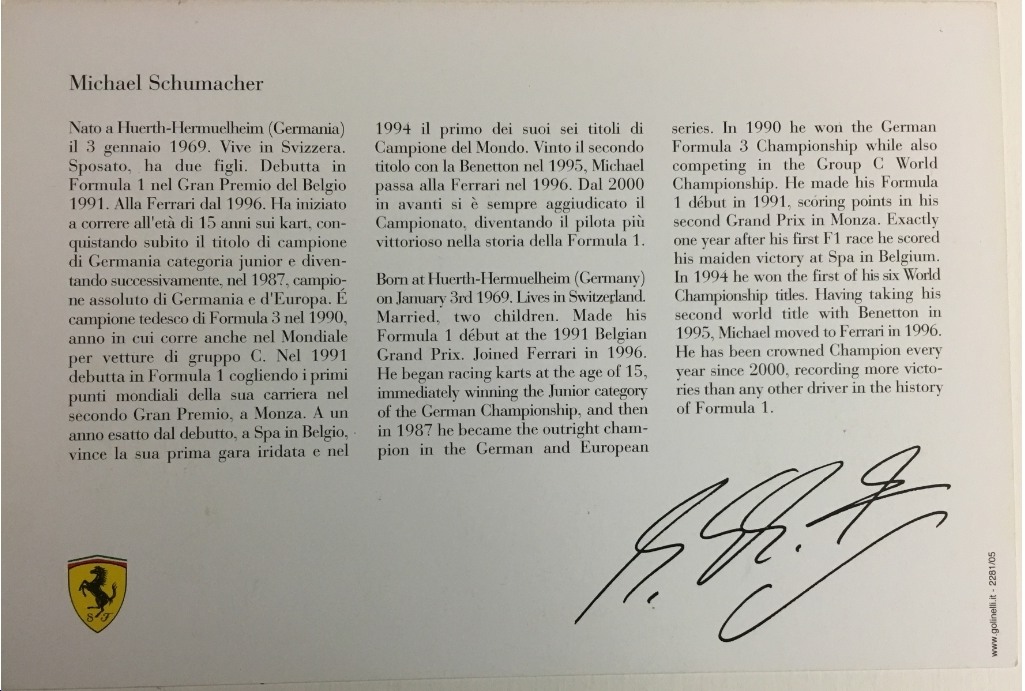 Michael Schumacher
Nato a Huerth-Hermuelheim (Germania)
il 3 gennaio 1969. Vive in Svizzera.
Sposato, ha due figli. Debutta in
Formula 1 nel Gran Premio del Belgio
1991. Alla Ferrari dal 1996. Ha iniziato
a correre all'età di 15 anni sui kart, con-
quistando subito il titolo di campione
di Germania categoria junior e diven-
tando successivamente, nel 1987, campio-
ne assoluto di Germania e d'Europa. É
campione tedesco di Formula 3 nel 1990,
anno in cui corre anche nel Mondiale
per vetture di gruppo C. Nel 1991
debutta in Formula 1 cogliendo i primi
punti mondiali della sua carriera nel
secondo Gran Premio, a Monza. A un
anno esatto dal debutto, a Spa in Belgio,
vince la sua prima gara iridata e nel
1994 il primo dei suoi sei titoli di
Campione del Mondo. Vinto il secondo
titolo con la Benetton nel 1995, Michael
passa alla Ferrari nel 1996. Dal 2000
in avanti si è sempre aggiudicato il
Campionato, diventando il pilota più
vittorioso nella storia della Formula 1.
Born at Huerth-Hermuelheim (Germany)
on January 3rd 1969. Lives in Switzerland.
Married, two children. Made his
Formula 1 début at the 1991 Belgian
Grand Prix. Joined Ferrari in 1996.
He began racing karts at the age of 15,
immediately winning the Junior category
of the German Championship, and then
in 1987 he became the outright cham-
pion in the German and European
series. In 1990 he won the German
Formula 3 Championship while also
competing in the Group C World
Championship. He made his Formula
1 début in 1991, scoring points in his
second Grand Prix in Monza. Exactly
one year after his first F1 race he scored
his maiden victory at Spa in Belgium.
In 1994 he won the first of his six World
Championship titles. Having taking his
second world title with Benetton in
1995, Michael moved to Ferrari in 1996.
He has been crowned Champion every
year since 2000, recording more victo-
ries than any other driver in the history
of Formula 1.
S F
www.golinelli.it - 2281/05